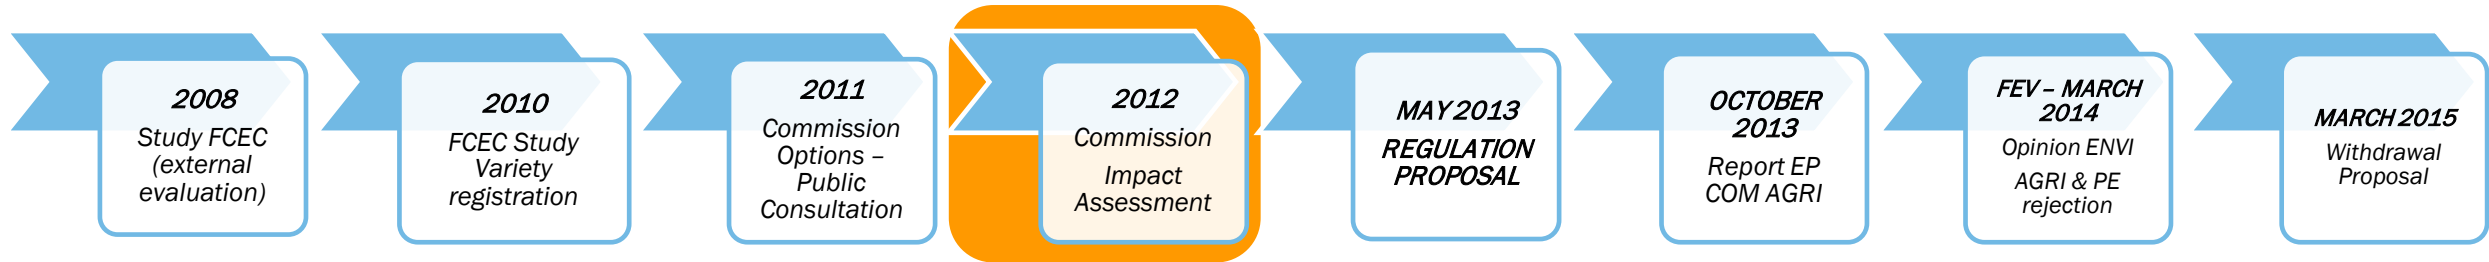 2008
Study FCEC
(external
evaluation)
2010
FCEC Study
Variety
registration
2011
Commission
Options –
Public
Consultation
2012
Commission
Impact
Assessment
MAY 2013
REGULATION
PROPOSAL
OCTOBER
2013
Report EP
COM AGRI
FEV – MARCH
2014
Opinion ENVI
AGRI & PE
rejection
MARCH 2015
Withdrawal
Proposal